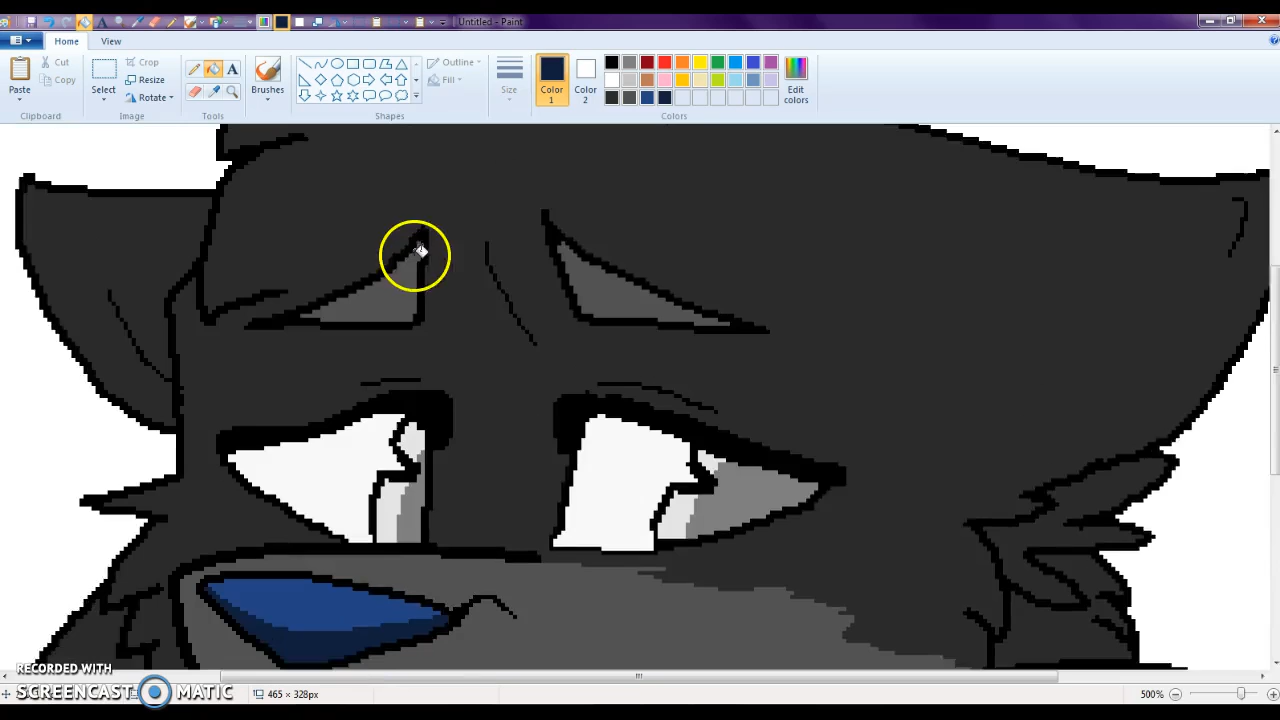 Untitled - Paint
Home View
Cut
Copy
Paste
Clipboard
Crop
Resize
Rotate
Select
Image
A
Tools
Brushes
Outline
Fill
Shapes
Size
Color 1
Color 2
Edit colors
Colors
RECORDED WITH
SCREENCAST MATIC
465 × 328px
500%